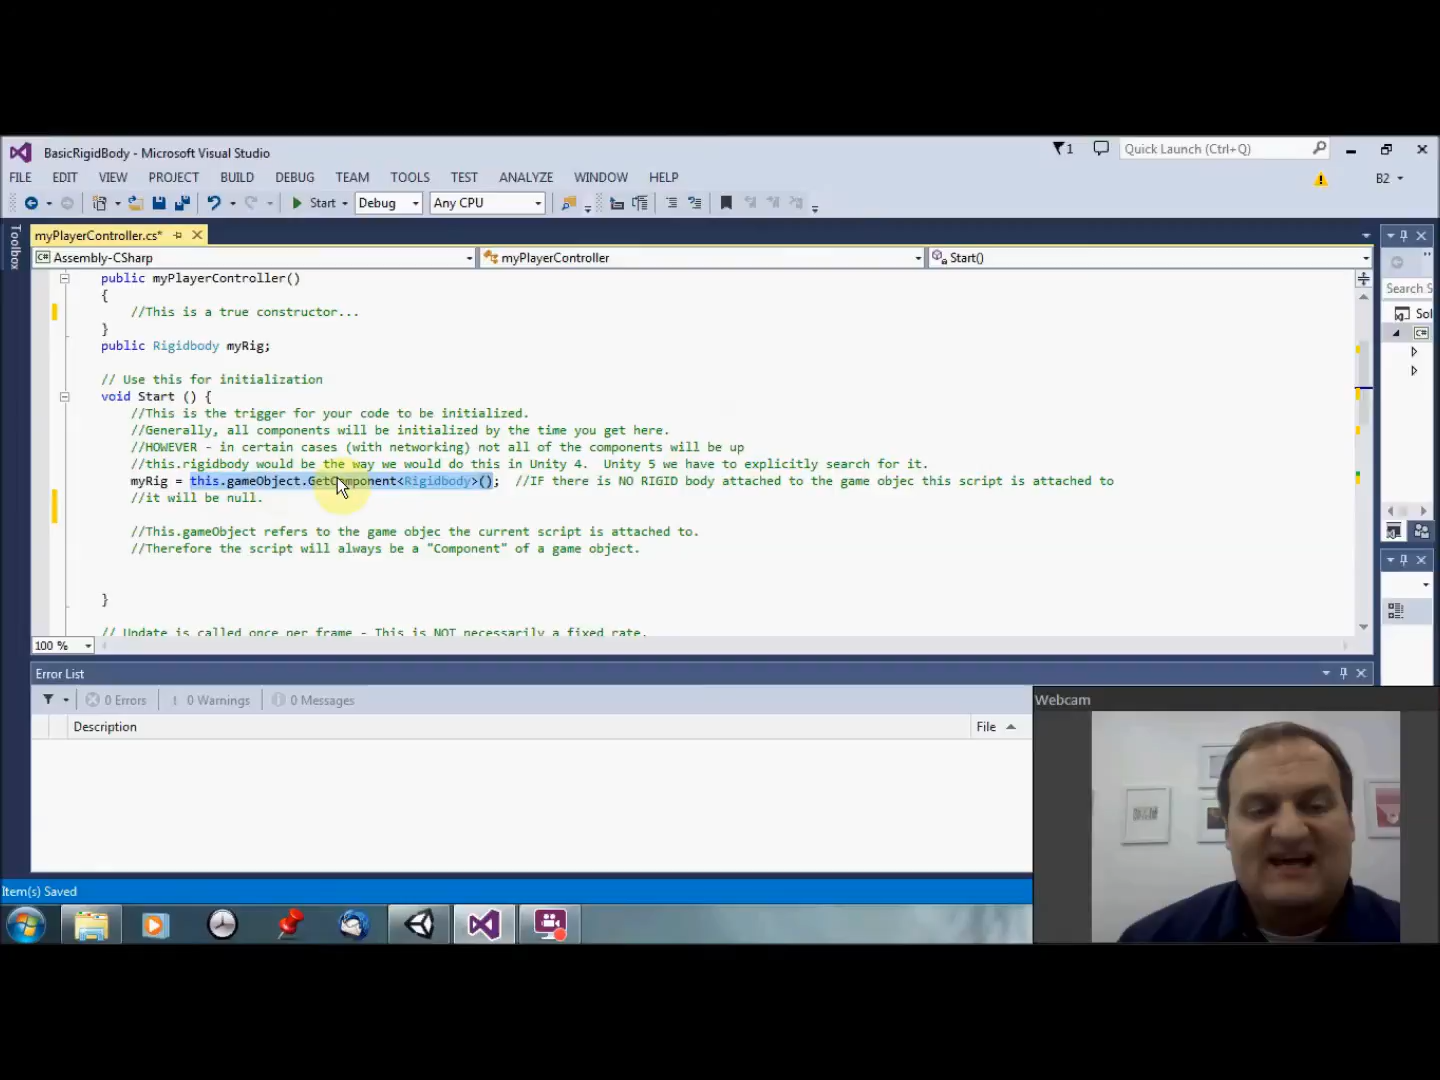 BasicRigidBody - Microsoft Visual Studio
1
Quick Launch (Ctrl+Q)
FILE EDIT VIEW PROJECT BUILD DEBUG TEAM TOOLS TEST ANALYZE WINDOW HELP
B2
Start Debug Any CPU
Toolbox
myPlayerController.cs*
Assembly-CSharp myPlayerController Start()
public myPlayerController()
{
//This is a true constructor...
}
public Rigidbody myRig;
// Use this for initialization
void Start () {
//This is the trigger for your code to be initialized.
//Generally, all components will be initialized by the time you get here.
//HOWEVER - in certain cases (with networking) not all of the components will be up
//this.rigidbody would be the way we would do this in Unity 4.  Unity 5 we have to explicitly search for it.
myRig = this.gameObject.GetComponent<Rigidbody>();  //IF there is NO RIGID body attached to the game objec this script is attached to
//it will be null.
//This.gameObject refers to the game objec the current script is attached to.
//Therefore the script will always be a "Component" of a game object.
}
// Update is called once per frame - This is NOT necessarily a fixed rate.
Search S
Sol
C#
100 %
Error List
0 Errors 0 Warnings 0 Messages
Description File
Webcam
Item(s) Saved